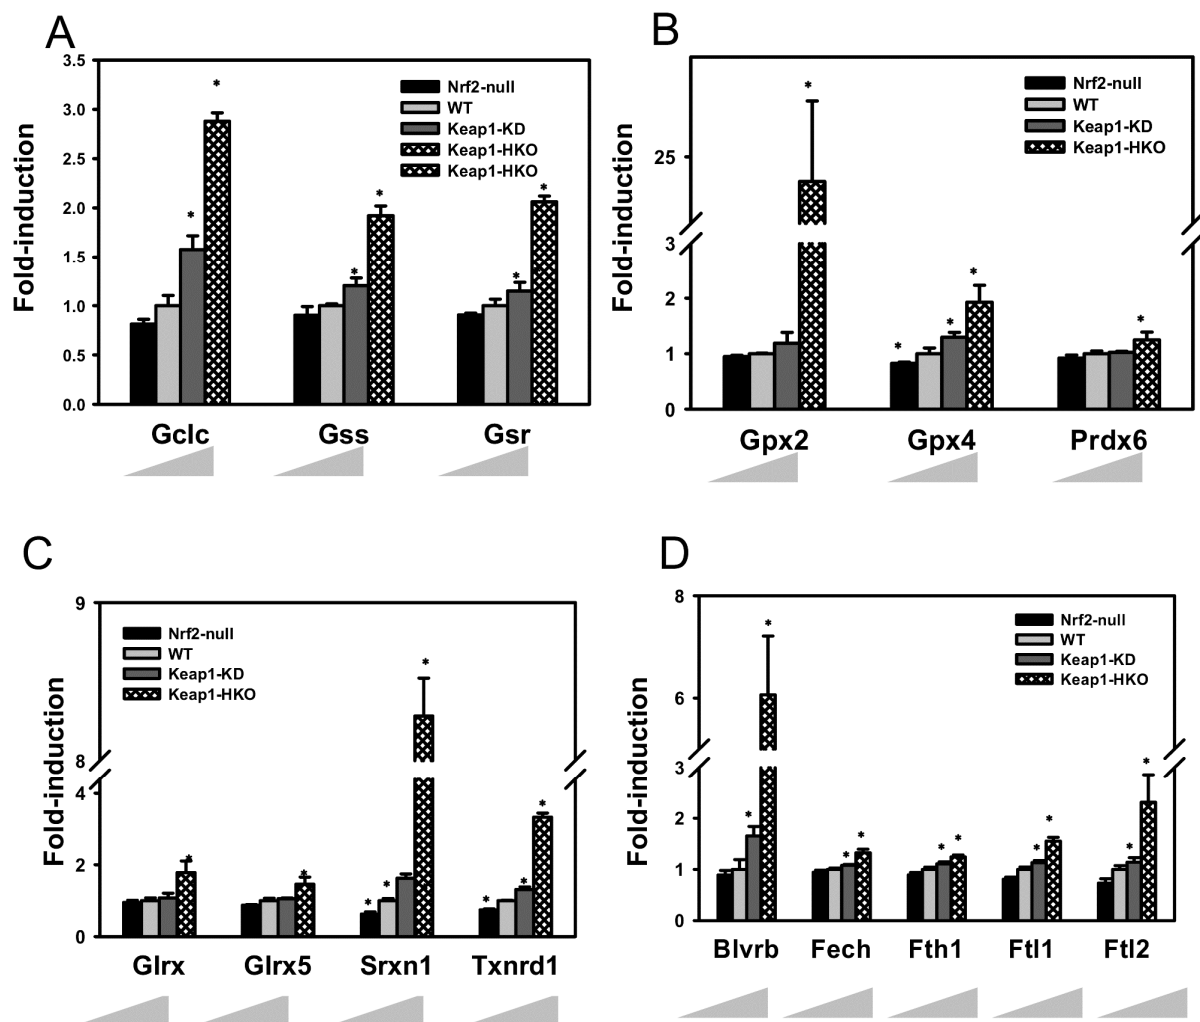 A
Fold-induction
3.5
3.0
2.5
2.0
1.5
1.0
0.5
0.0
*
*
*
*
*
*
Nrf2-null
WT
Keap1-KD
Keap1-HKO
Keap1-HKO
Gclc Gss Gsr
B
Fold-induction
25
3
2
1
0
*
*
*
*
*
Nrf2-null
WT
Keap1-KD
Keap1-HKO
Gpx2 Gpx4 Prdx6
C
Fold-induction
9
8
4
2
0
Nrf2-null
WT
Keap1-KD
Keap1-HKO
*
*
*
*
*
*
*
*
Glrx Glrx5 Srxn1 Txnrd1
D
Fold-induction
8
6
3
2
1
0
Nrf2-null
WT
Keap1-KD
Keap1-HKO
*
*
*
*
*
*
*
*
*
*
Blvrb Fech Fth1 Ftl1 Ftl2